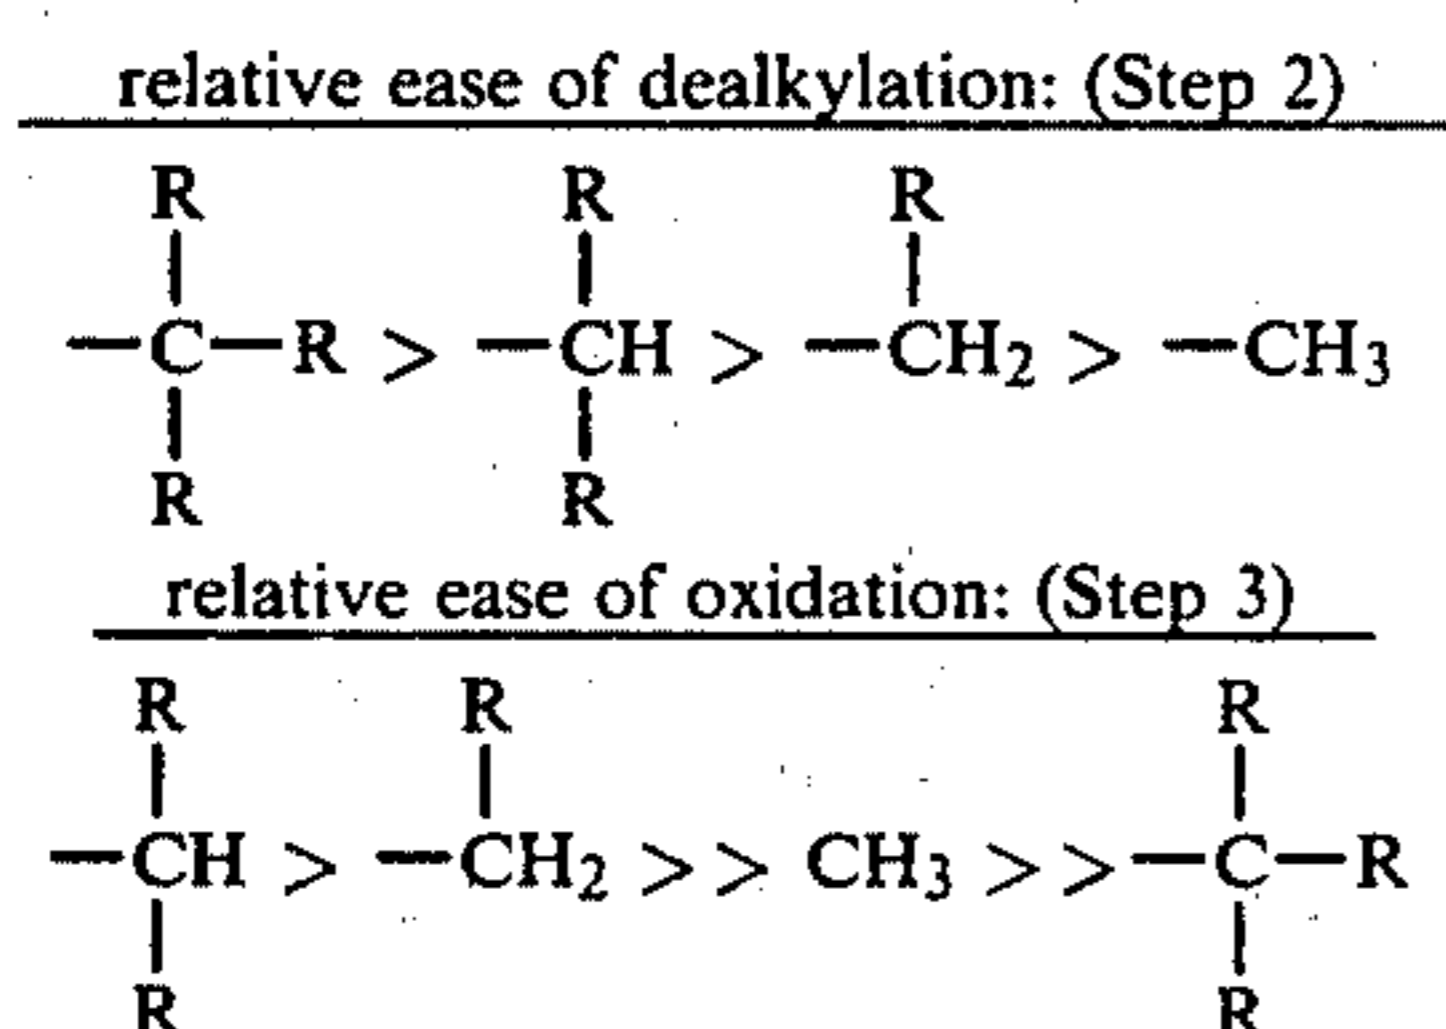 relative ease of dealkylation: (Step 2)
R R R
—C—R > —CH > —CH₂ > —CH₃
R R
relative ease of oxidation: (Step 3)
R R R
—CH > —CH₂ >> CH₃ >> —C—R
R R